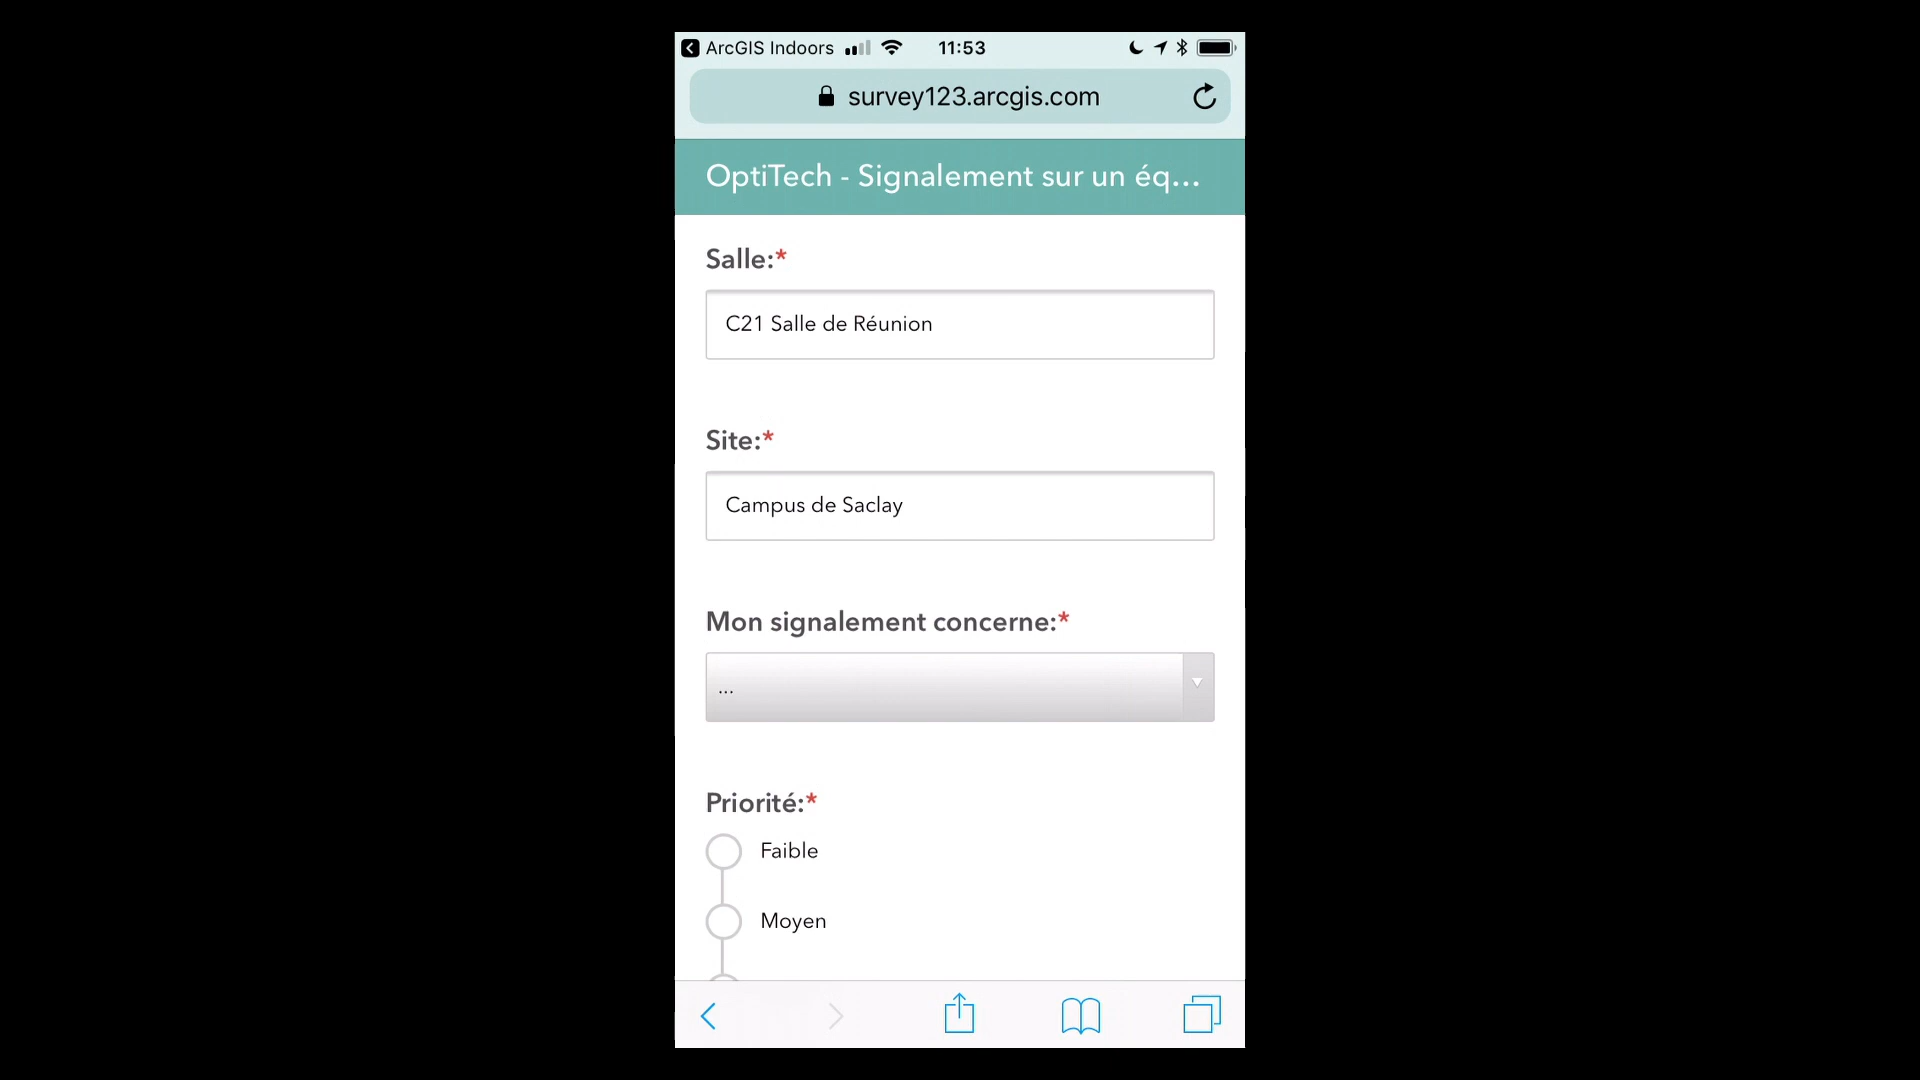 ArcGIS Indoors 11:53
survey123.arcgis.com
OptiTech - Signalement sur un éq...
Salle:*
C21 Salle de Réunion
Site:*
Campus de Saclay
Mon signalement concerne:*
...
Priorité:*
Faible
Moyen